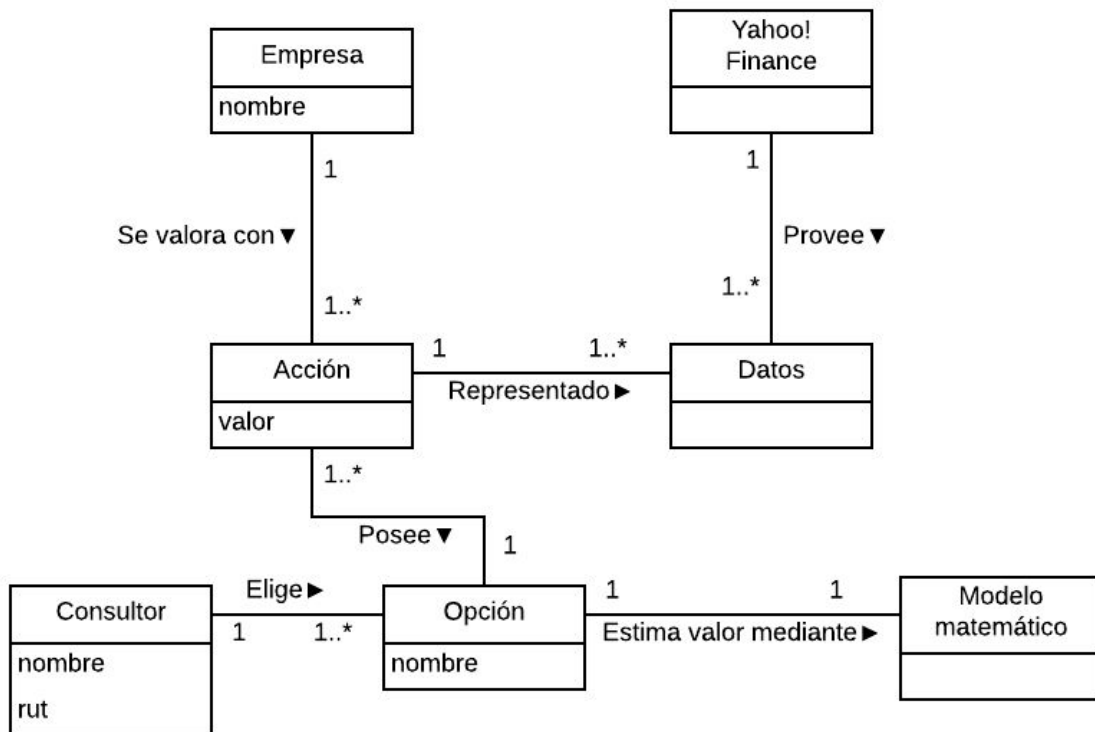 Empresa
nombre
Yahoo!
Finance
1
1
Se valora con ▼
Provee ▼
1..*
1..*
Acción
valor
1
1..*
Representado ►
Datos
1..*
Posee ▼
1
Consultor
nombre
rut
Elige ►
1
1..*
Opción
nombre
1
1
Estima valor mediante ►
Modelo
matemático